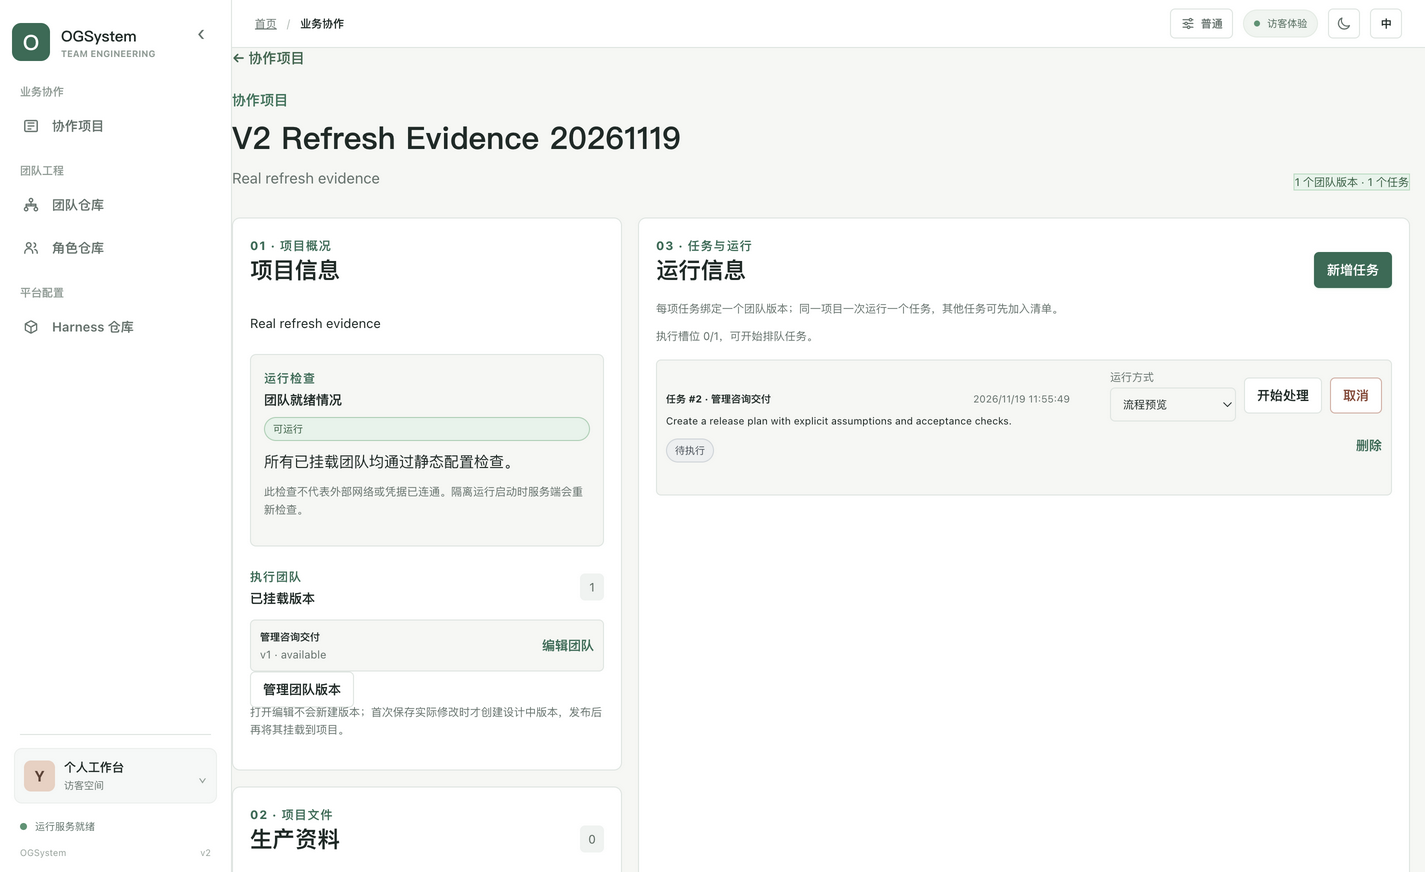 O
OGSystem
TEAM ENGINEERING
业务协作
协作项目
团队工程
团队仓库
角色仓库
平台配置
Harness 仓库
Y
个人工作台
访客空间
运行服务就绪
OGSystem
v2
首页 / 业务协作
普通
访客体验
中
← 协作项目
协作项目
V2 Refresh Evidence 20261119
Real refresh evidence
1 个团队版本 · 1 个任务
01 · 项目概况
项目信息
Real refresh evidence
运行检查
团队就绪情况
可运行
所有已挂载团队均通过静态配置检查。
此检查不代表外部网络或凭据已连通。隔离运行启动时服务端会重
新检查。
执行团队
已挂载版本
1
管理咨询交付
v1 · available
编辑团队
管理团队版本
打开编辑不会新建版本；首次保存实际修改时才创建设计中版本，发布后
再将其挂载到项目。
02 · 项目文件
生产资料
0
03 · 任务与运行
运行信息
新增任务
每项任务绑定一个团队版本；同一项目一次运行一个任务，其他任务可先加入清单。
执行槽位 0/1，可开始排队任务。
任务 #2 · 管理咨询交付
2026/11/19 11:55:49
Create a release plan with explicit assumptions and acceptance checks.
待执行
运行方式
流程预览
开始处理
取消
删除